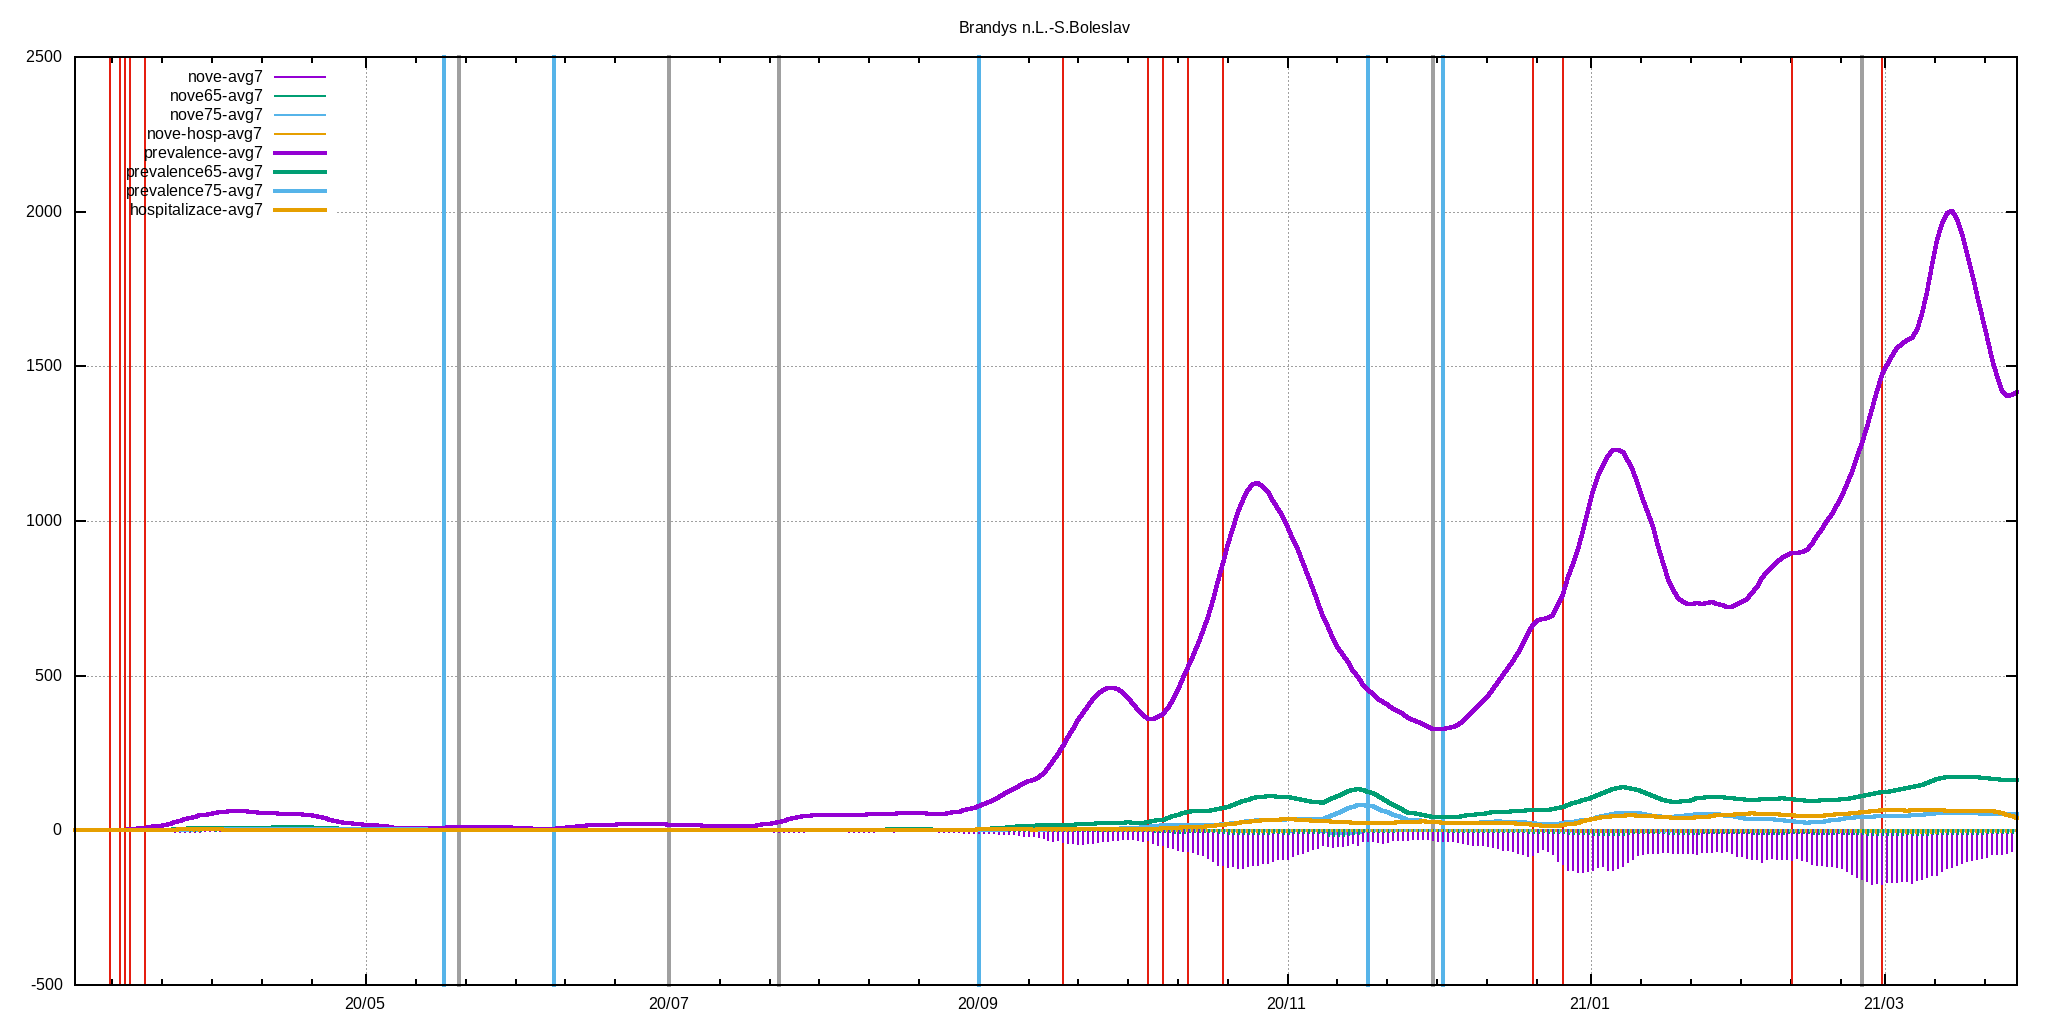 Brandys n.L.-S.Boleslav
2500
2000
1500
1000
500
0
-500
nove-avg7
nove65-avg7
nove75-avg7
nove-hosp-avg7
prevalence-avg7
prevalence65-avg7
prevalence75-avg7
hospitalizace-avg7
20/05
20/07
20/09
20/11
21/01
21/03